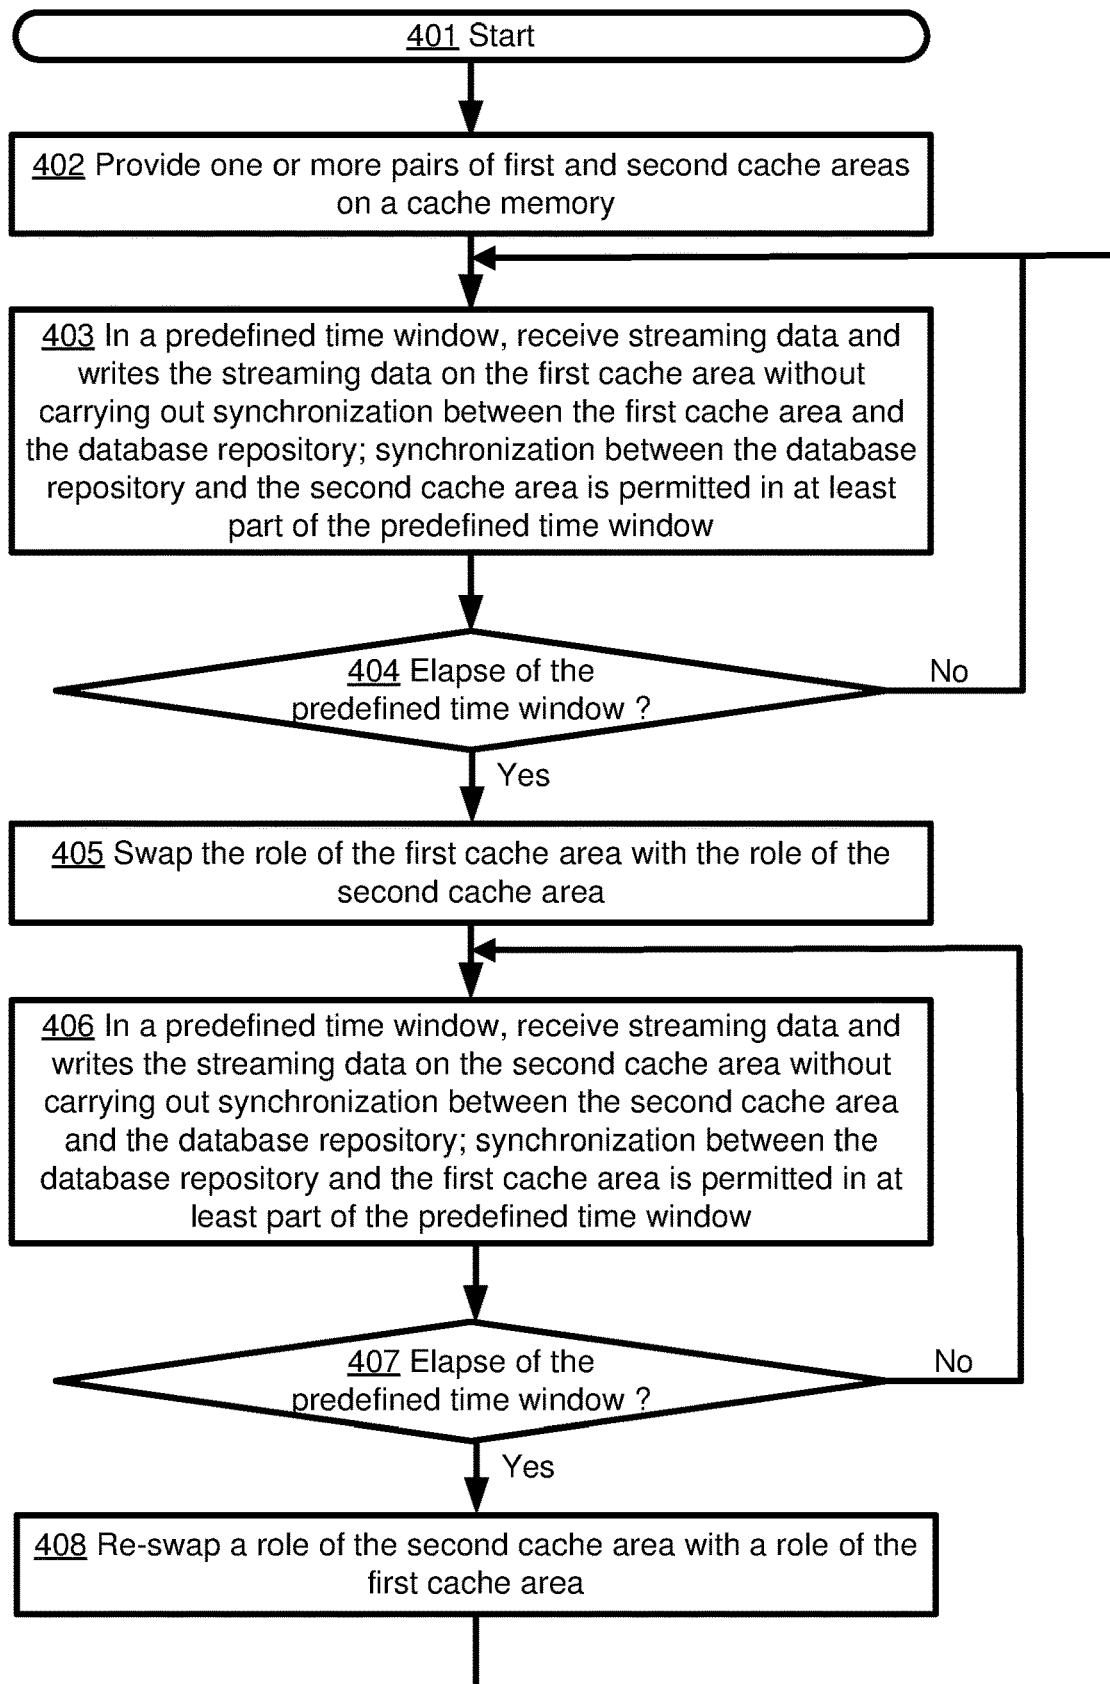 401 Start
402 Provide one or more pairs of first and second cache areas
on a cache memory
403 In a predefined time window, receive streaming data and
writes the streaming data on the first cache area without
carrying out synchronization between the first cache area and
the database repository; synchronization between the database
repository and the second cache area is permitted in at least
part of the predefined time window
404 Elapse of the
predefined time window ?
No
Yes
405 Swap the role of the first cache area with the role of the
second cache area
406 In a predefined time window, receive streaming data and
writes the streaming data on the second cache area without
carrying out synchronization between the second cache area
and the database repository; synchronization between the
database repository and the first cache area is permitted in at
least part of the predefined time window
407 Elapse of the
predefined time window ?
No
Yes
408 Re-swap a role of the second cache area with a role of the
first cache area